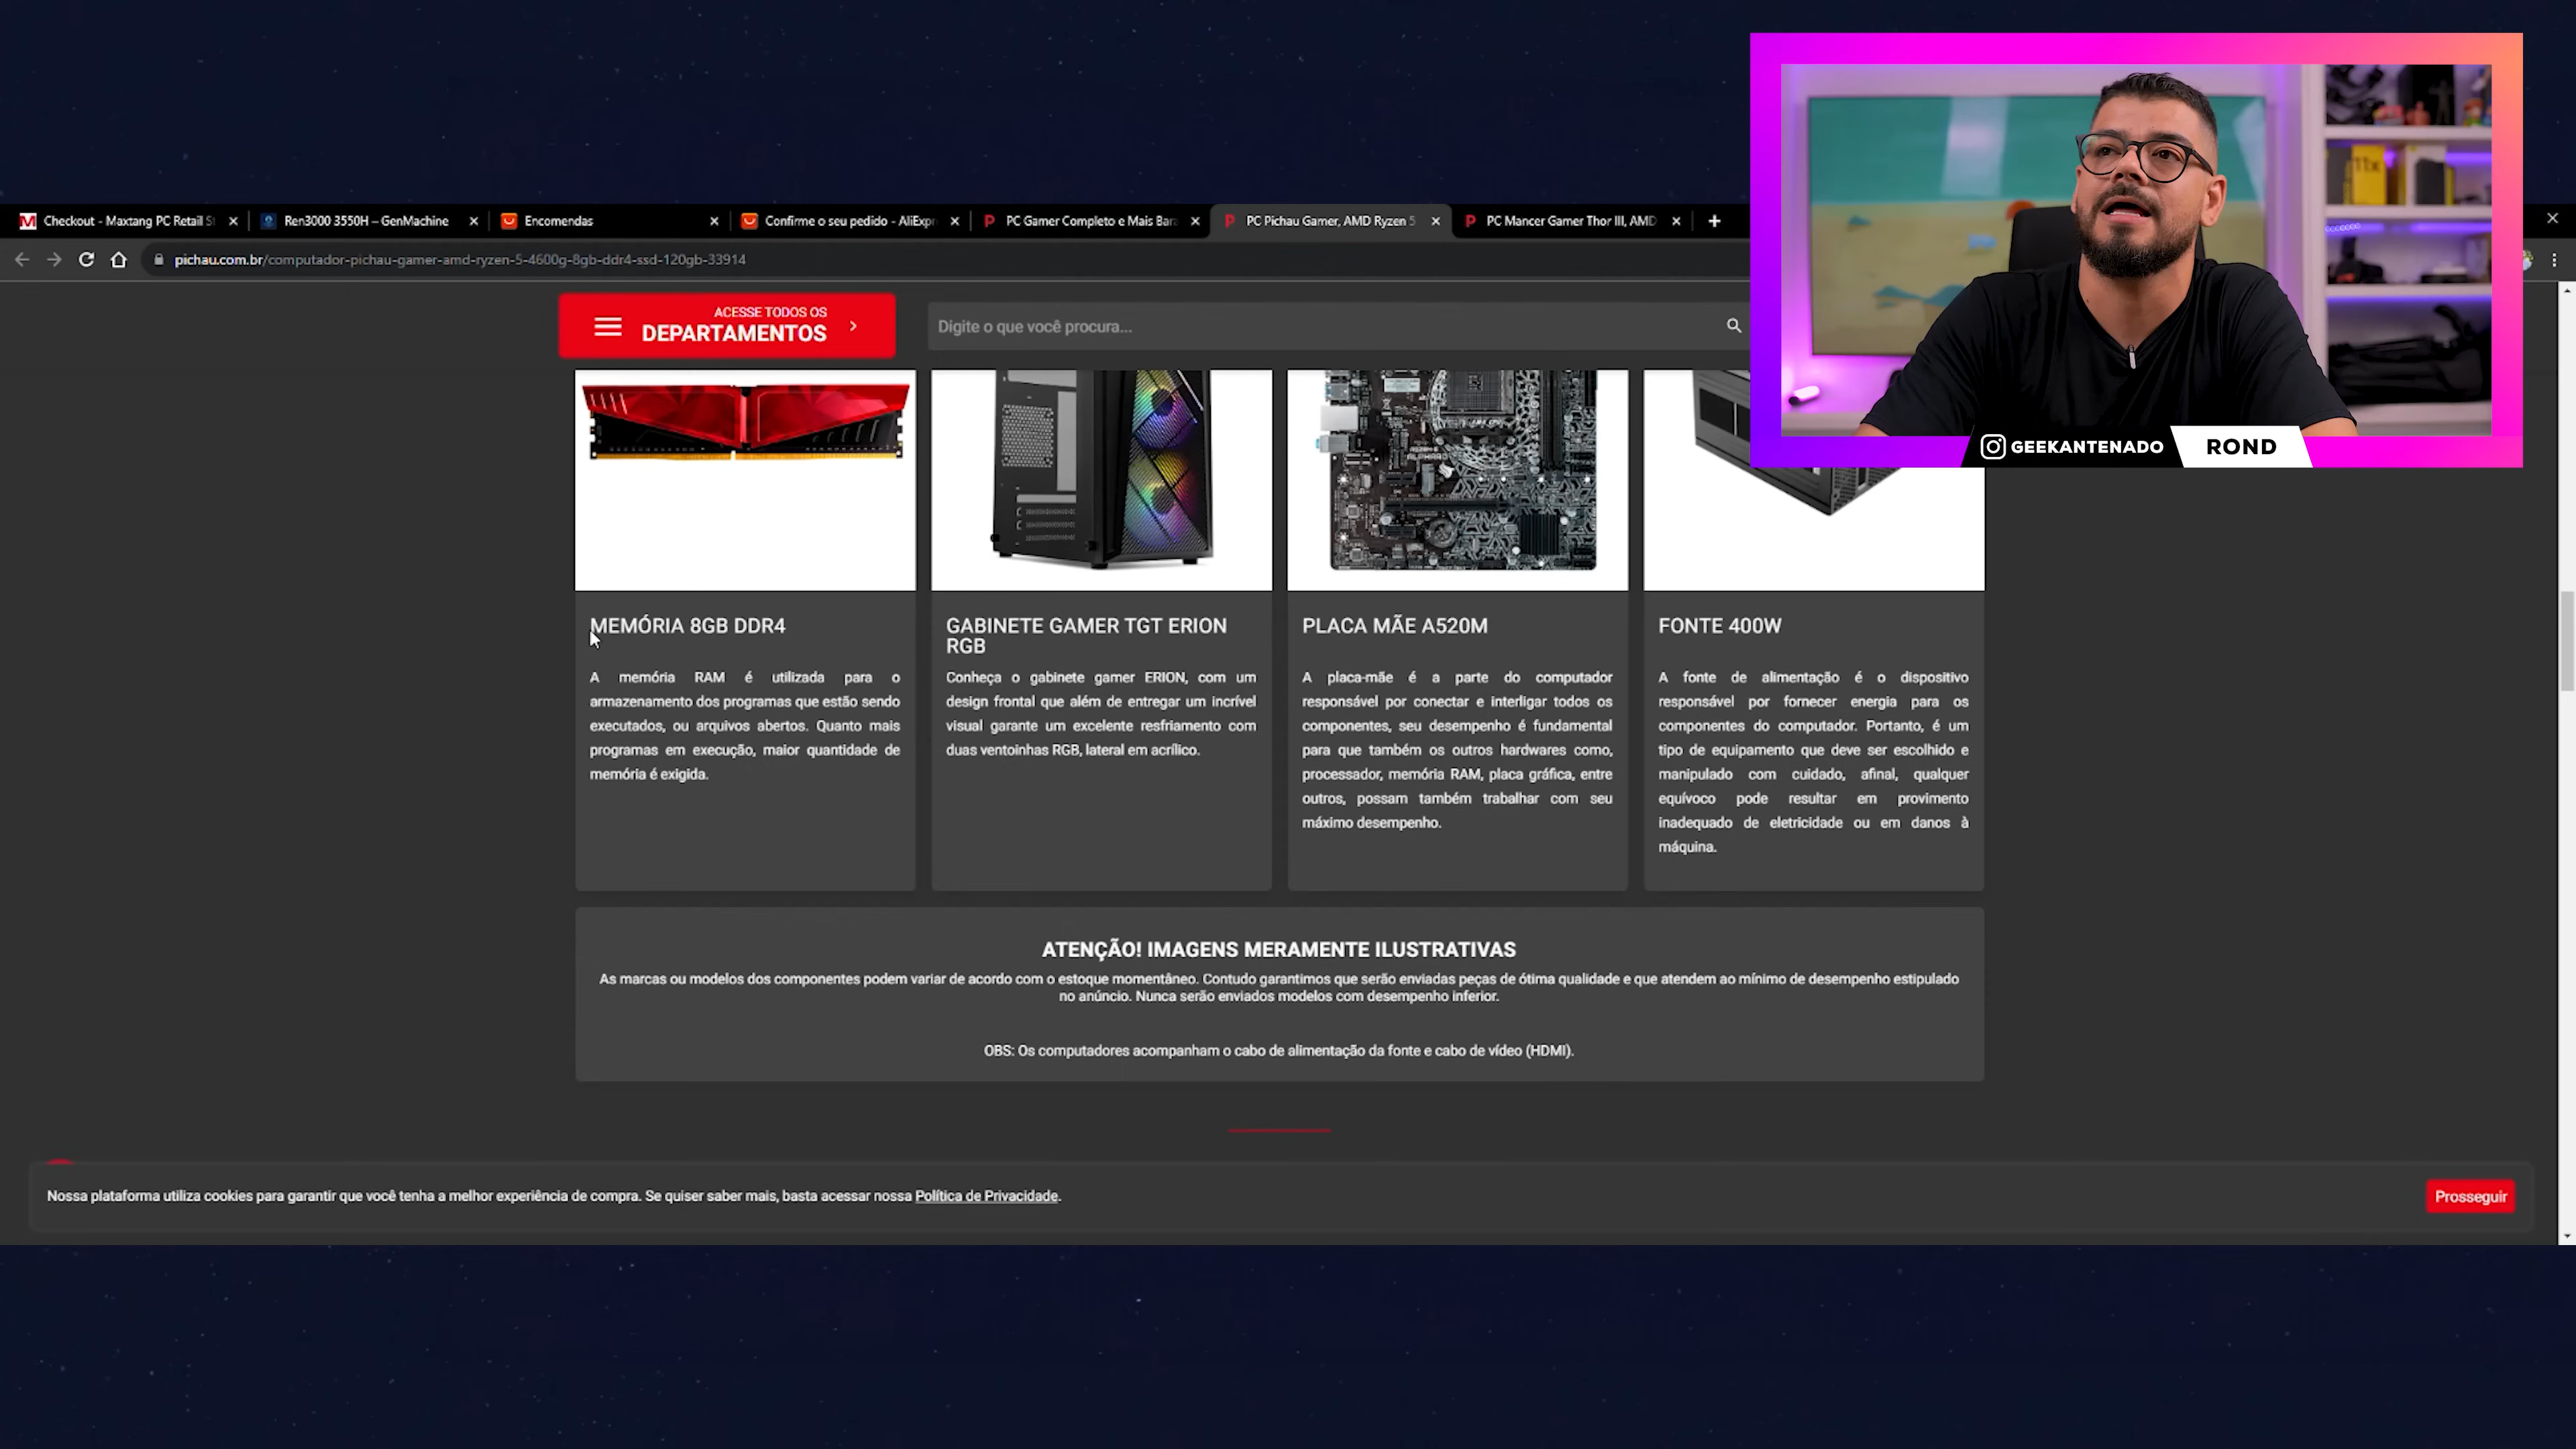 Checkout - Maxtang PC Retail St
Ren3000 3550H – GenMachine
Encomendas
Confirme o seu pedido - AliExpr
PC Gamer Completo e Mais Bara
PC Pichau Gamer, AMD Ryzen 5
PC Mancer Gamer Thor III, AMD
pichau.com.br/computador-pichau-gamer-amd-ryzen-5-4600g-8gb-ddr4-ssd-120gb-33914
ACESSE TODOS OS
DEPARTAMENTOS
Digite o que você procura...
11x
GEEKANTENADO
ROND
MEMÓRIA 8GB DDR4
A memória RAM é utilizada para o
armazenamento dos programas que estão sendo
executados, ou arquivos abertos. Quanto mais
programas em execução, maior quantidade de
memória é exigida.
GABINETE GAMER TGT ERION
RGB
Conheça o gabinete gamer ERION, com um
design frontal que além de entregar um incrível
visual garante um excelente resfriamento com
duas ventoinhas RGB, lateral em acrílico.
PLACA MÃE A520M
A placa-mãe é a parte do computador
responsável por conectar e interligar todos os
componentes, seu desempenho é fundamental
para que também os outros hardwares como,
processador, memória RAM, placa gráfica, entre
outros, possam também trabalhar com seu
máximo desempenho.
FONTE 400W
A fonte de alimentação é o dispositivo
responsável por fornecer energia para os
componentes do computador. Portanto, é um
tipo de equipamento que deve ser escolhido e
manipulado com cuidado, afinal, qualquer
equívoco pode resultar em provimento
inadequado de eletricidade ou em danos à
máquina.
ATENÇÃO! IMAGENS MERAMENTE ILUSTRATIVAS
As marcas ou modelos dos componentes podem variar de acordo com o estoque momentâneo. Contudo garantimos que serão enviadas peças de ótima qualidade e que atendem ao mínimo de desempenho estipulado
no anúncio. Nunca serão enviados modelos com desempenho inferior.
OBS: Os computadores acompanham o cabo de alimentação da fonte e cabo de vídeo (HDMI).
Nossa plataforma utiliza cookies para garantir que você tenha a melhor experiência de compra. Se quiser saber mais, basta acessar nossa Política de Privacidade.
Prosseguir